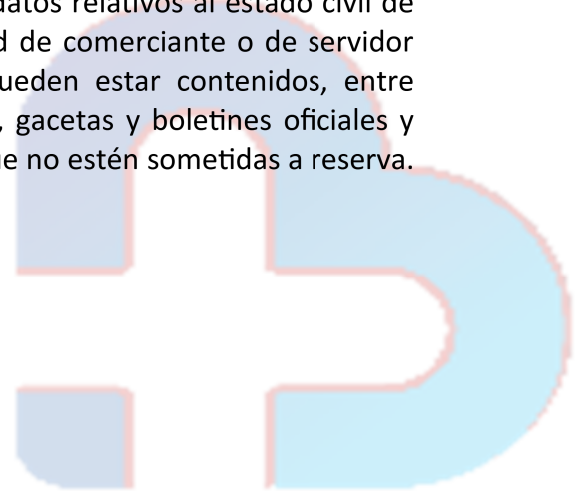 datos relativos al estado civil de
d de comerciante o de servidor
ueden estar contenidos, entre
, gacetas y boletines oficiales y
ue no estén sometidas a reserva.